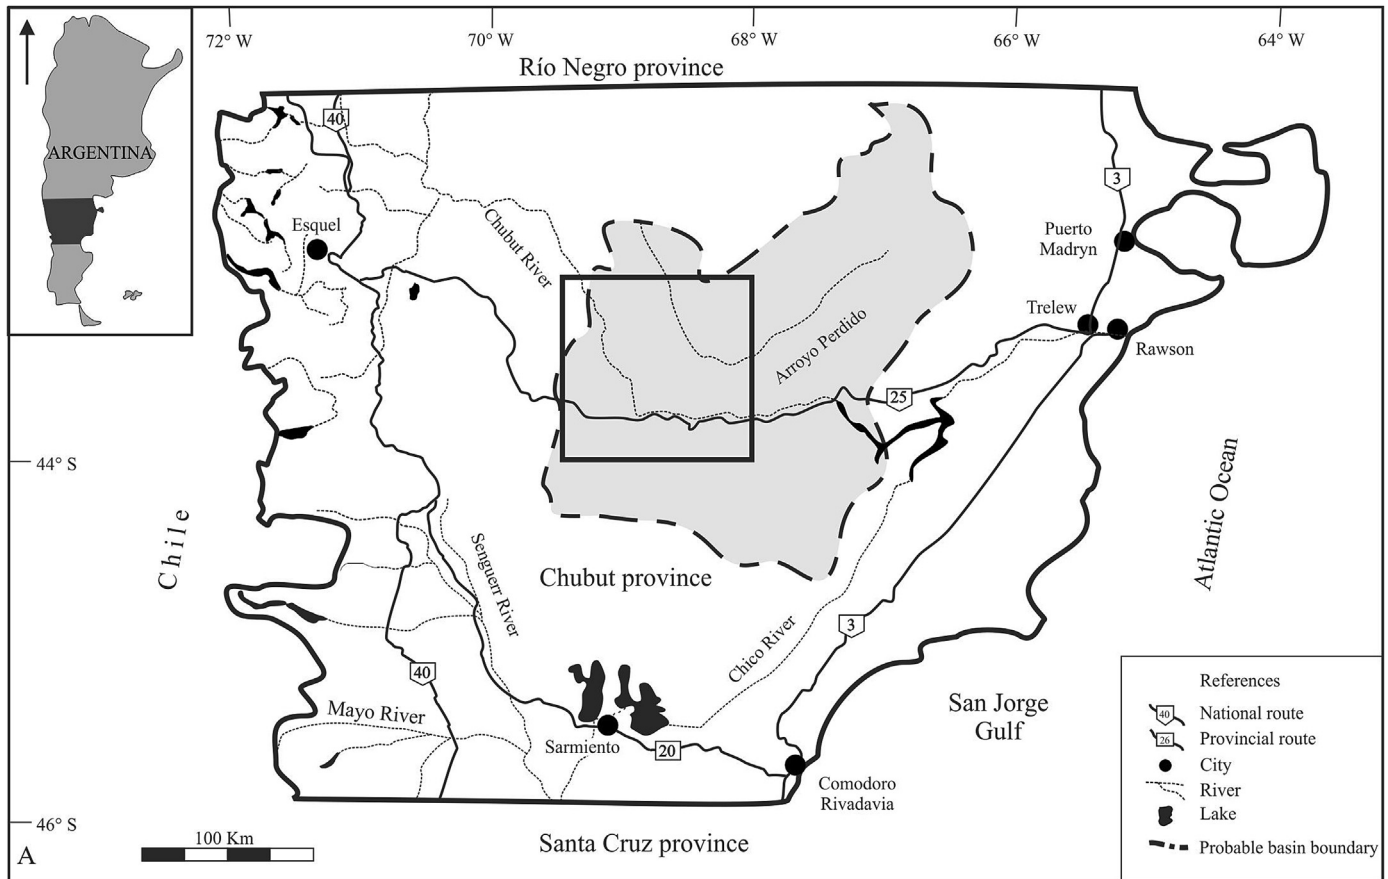 72° W
70° W
68° W
66° W
64° W
Río Negro province
ARGENTINA
40
3
Esquel
Chubut River
Puerto
Madryn
Trelew
Rawson
Arroyo Perdido
25
44° S
Chile
Atlantic Ocean
Senguerr River
Chubut province
Chico River
3
40
Mayo River
Sarmiento
20
San Jorge
Gulf
Comodoro
Rivadavia
46° S
100 Km
A
Santa Cruz province
References
40
National route
26
Provincial route
City
River
Lake
Probable basin boundary